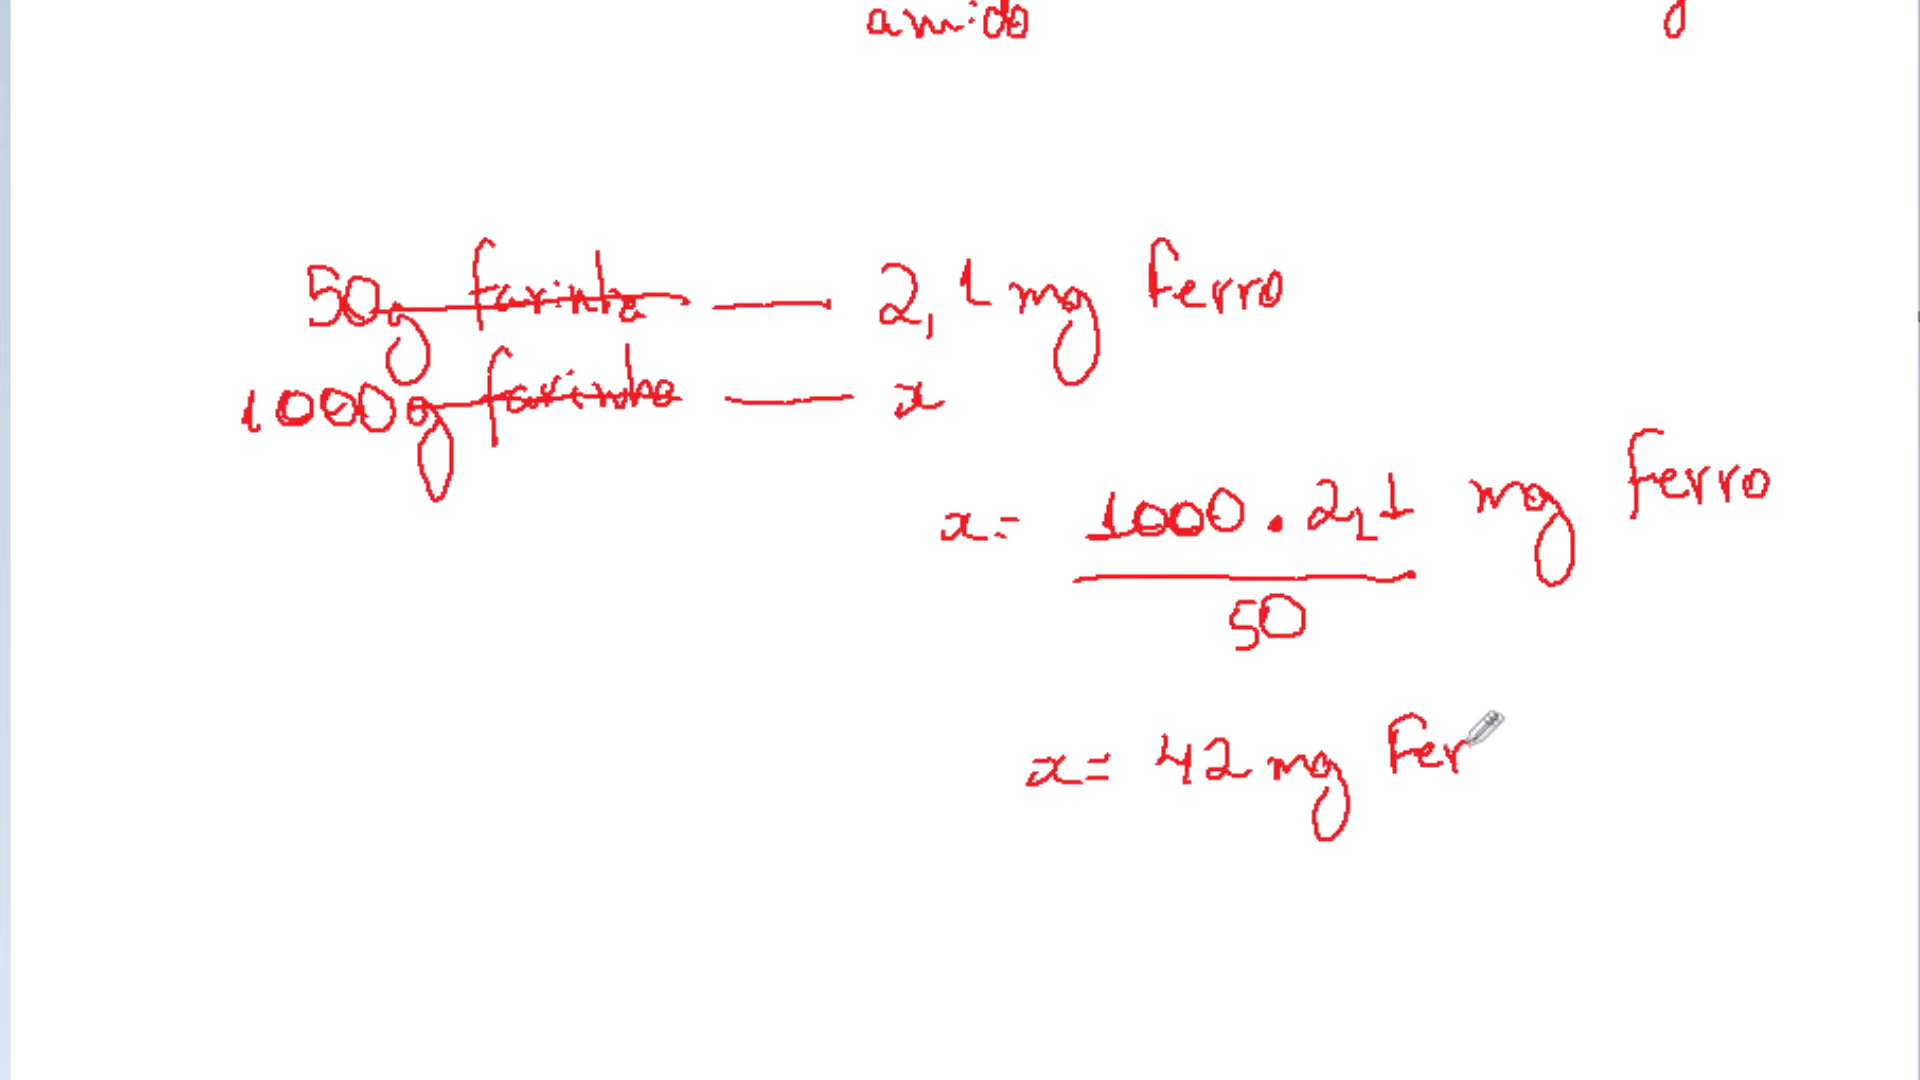 amido g
50g farinha — 2,1 mg Ferro
1000g farinha — x
x = 1000 . 2,1 mg Ferro
50
x = 42 mg Fer